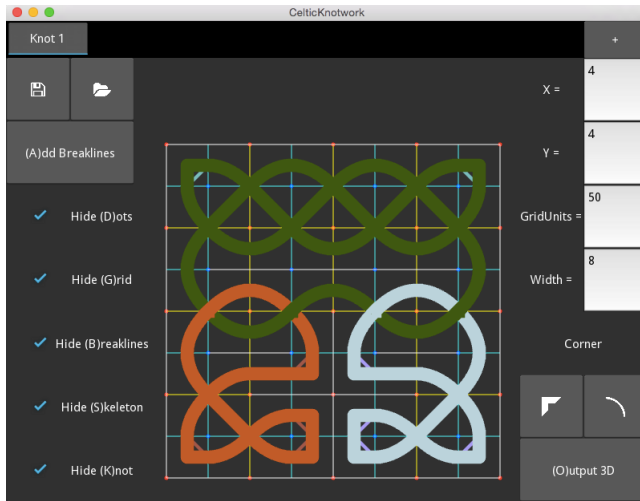 CelticKnotwork
Knot 1
+
X =
4
(A)dd Breaklines
Y =
4
Hide (D)ots
GridUnits =
50
Hide (G)rid
Width =
8
Hide (B)reaklines
Corner
Hide (S)keleton
Hide (K)not
(O)utput 3D